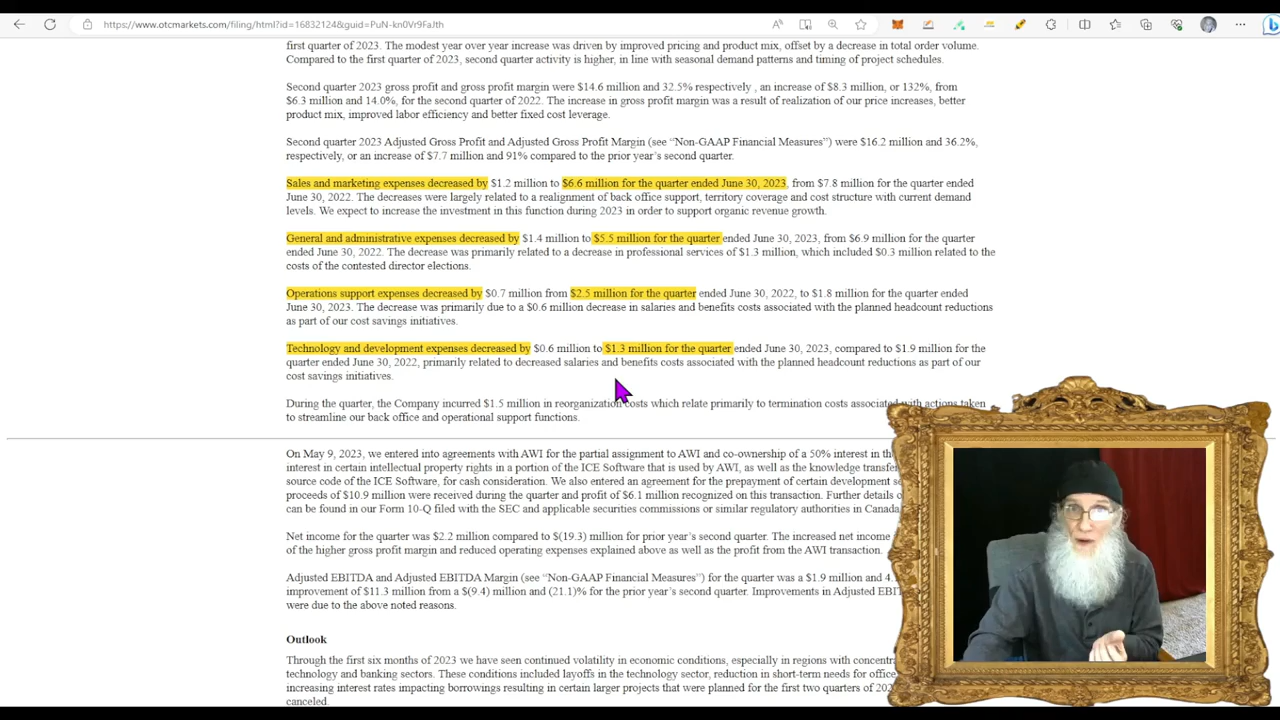 https://www.otcmarkets.com/filing/html?id=16832124&guid=PuN-kn0Vr9FaJth
first quarter of 2023. The modest year over year increase was driven by improved pricing and product mix, offset by a decrease in total order volume.
Compared to the first quarter of 2023, second quarter activity is higher, in line with seasonal demand patterns and timing of project schedules.
Second quarter 2023 gross profit and gross profit margin were $14.6 million and 32.5% respectively , an increase of $8.3 million, or 132%, from
$6.3 million and 14.0%, for the second quarter of 2022. The increase in gross profit margin was a result of realization of our price increases, better
product mix, improved labor efficiency and better fixed cost leverage.
Second quarter 2023 Adjusted Gross Profit and Adjusted Gross Profit Margin (see “Non-GAAP Financial Measures”) were $16.2 million and 36.2%,
respectively, or an increase of $7.7 million and 91% compared to the prior year’s second quarter.
Sales and marketing expenses decreased by $1.2 million to $6.6 million for the quarter ended June 30, 2023, from $7.8 million for the quarter ended
June 30, 2022. The decreases were largely related to a realignment of back office support, territory coverage and cost structure with current demand
levels. We expect to increase the investment in this function during 2023 in order to support organic revenue growth.
General and administrative expenses decreased by $1.4 million to $5.5 million for the quarter ended June 30, 2023, from $6.9 million for the quarter
ended June 30, 2022. The decrease was primarily related to a decrease in professional services of $1.3 million, which included $0.3 million related to the
costs of the contested director elections.
Operations support expenses decreased by $0.7 million from $2.5 million for the quarter ended June 30, 2022, to $1.8 million for the quarter ended
June 30, 2023. The decrease was primarily due to a $0.6 million decrease in salaries and benefits costs associated with the planned headcount reductions
as part of our cost savings initiatives.
Technology and development expenses decreased by $0.6 million to $1.3 million for the quarter ended June 30, 2023, compared to $1.9 million for the
quarter ended June 30, 2022, primarily related to decreased salaries and benefits costs associated with the planned headcount reductions as part of our
cost savings initiatives.
During the quarter, the Company incurred $1.5 million in reorganization costs which relate primarily to termination costs associated with actions taken
to streamline our back office and operational support functions.
On May 9, 2023, we entered into agreements with AWI for the partial assignment to AWI and co-ownership of a 50% interest in the
interest in certain intellectual property rights in a portion of the ICE Software that is used by AWI, as well as the knowledge transfer
source code of the ICE Software, for cash consideration. We also entered an agreement for the prepayment of certain development
proceeds of $10.9 million were received during the quarter and profit of $6.1 million recognized on this transaction. Further details
can be found in our Form 10-Q filed with the SEC and applicable securities commissions or similar regulatory authorities in Canada.
Net income for the quarter was $2.2 million compared to $(19.3) million for prior year’s second quarter. The increased net income
of the higher gross profit margin and reduced operating expenses explained above as well as the profit from the AWI transaction.
Adjusted EBITDA and Adjusted EBITDA Margin (see “Non-GAAP Financial Measures”) for the quarter was a $1.9 million and 4.
improvement of $11.3 million from a $(9.4) million and (21.1)% for the prior year’s second quarter. Improvements in Adjusted
were due to the above noted reasons.
Outlook
Through the first six months of 2023 we have seen continued volatility in economic conditions, especially in regions with
technology and banking sectors. These conditions included layoffs in the technology sector, reduction in short-term needs for office
increasing interest rates impacting borrowings resulting in certain larger projects that were planned for the first two quarters of
canceled.